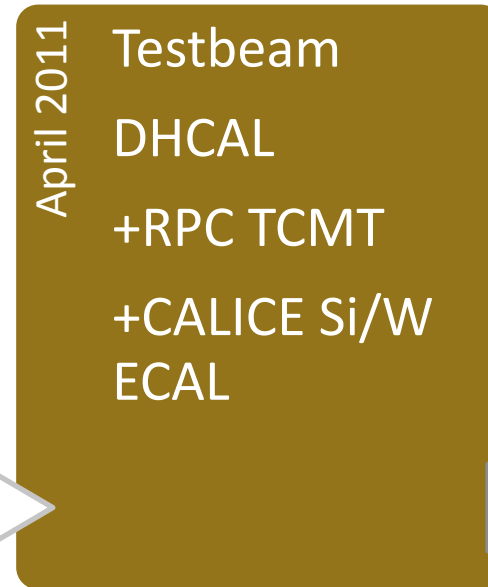 April 2011
Testbeam
DHCAL
+RPC TCMT
+CALICE Si/W
ECAL